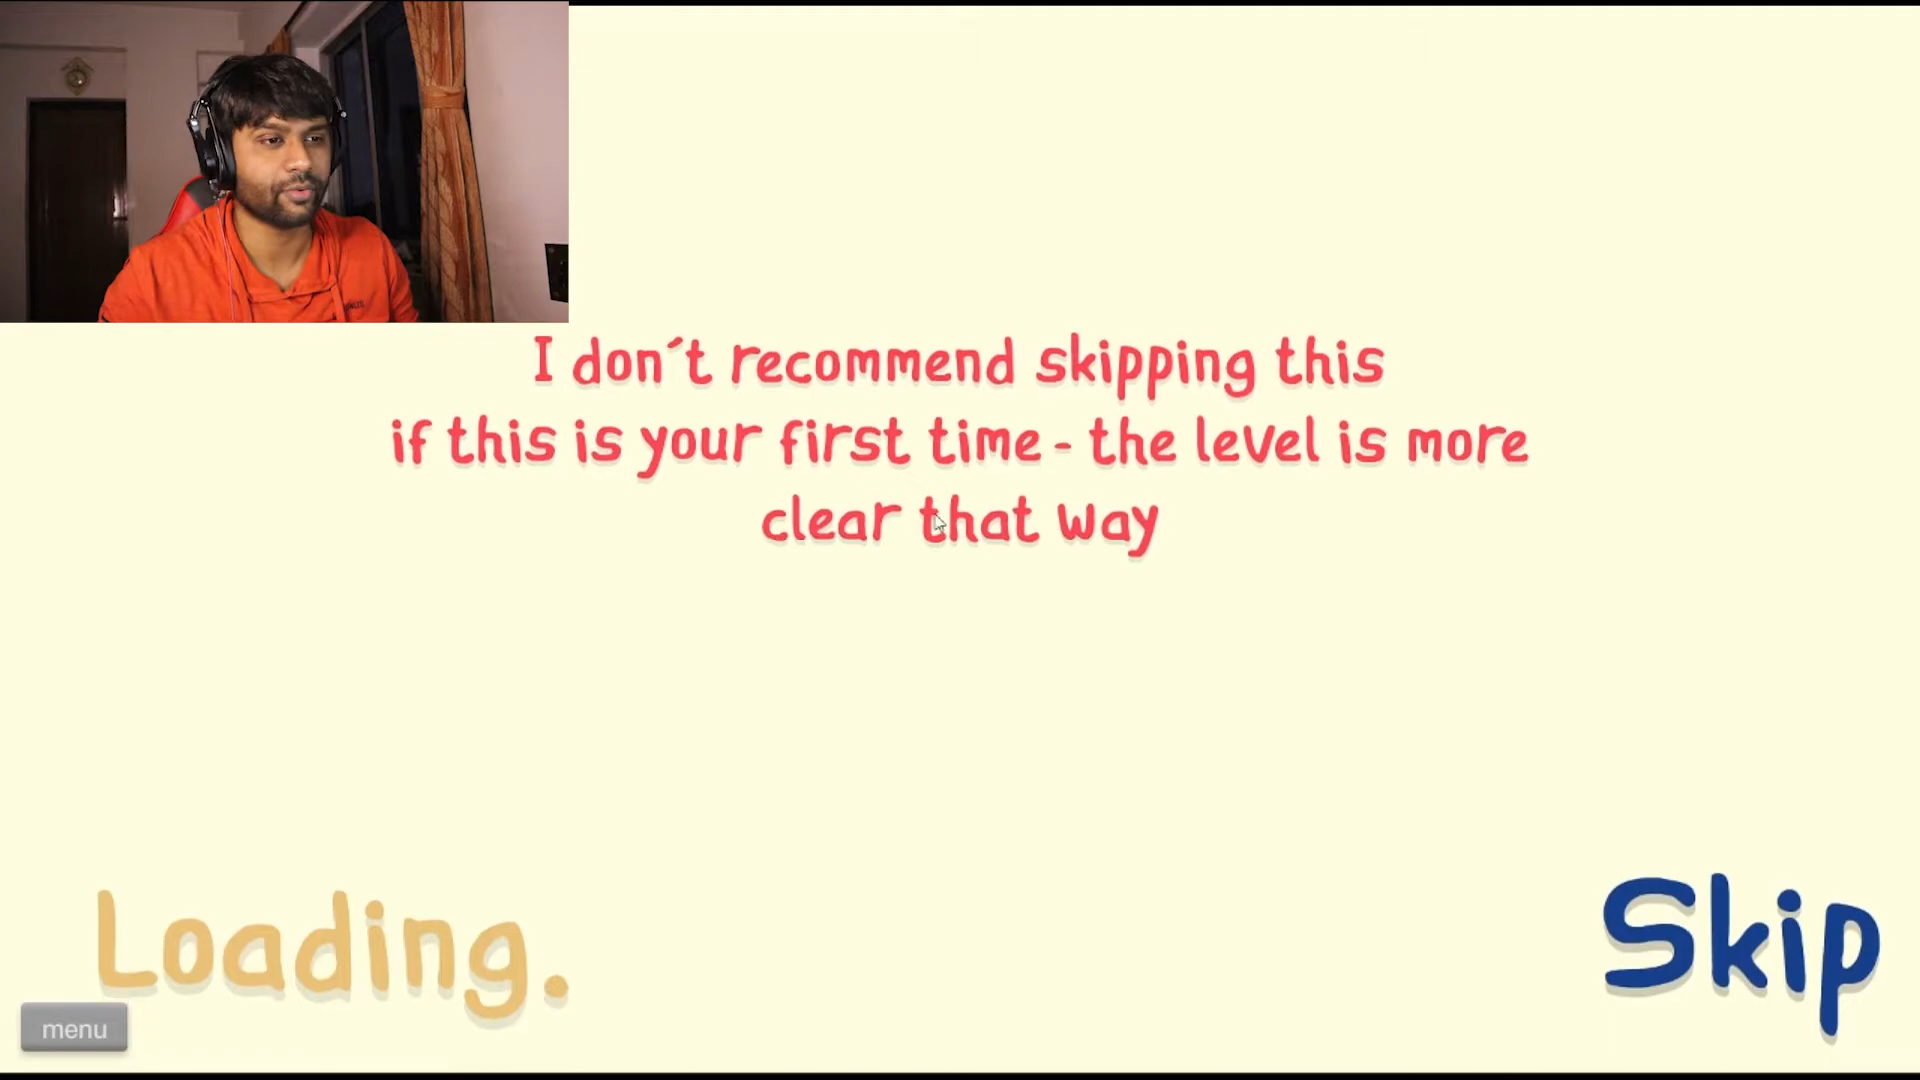 I don´t recommend skipping this
if this is your first time - the level is more
clear that way
Loading.
Skip
menu